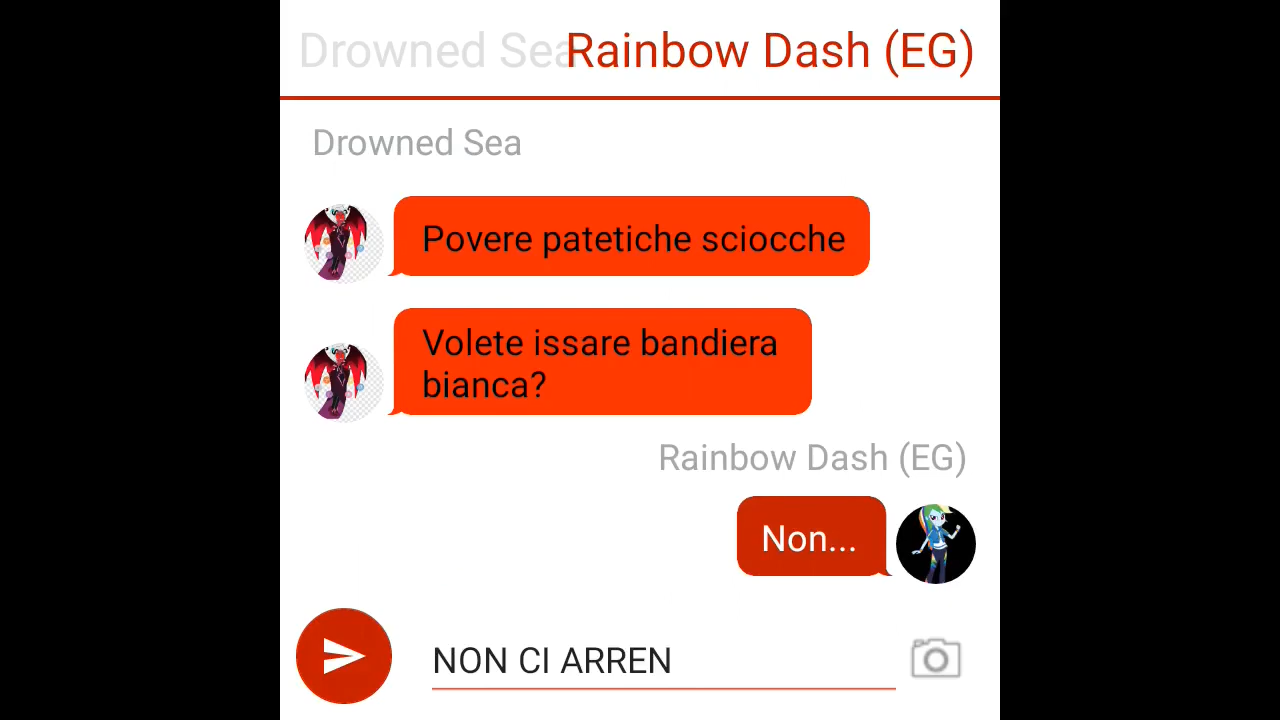 Drowned Sea Rainbow Dash (EG)
Drowned Sea
Povere patetiche sciocche
Volete issare bandiera
bianca?
Rainbow Dash (EG)
Non...
NON CI ARREN